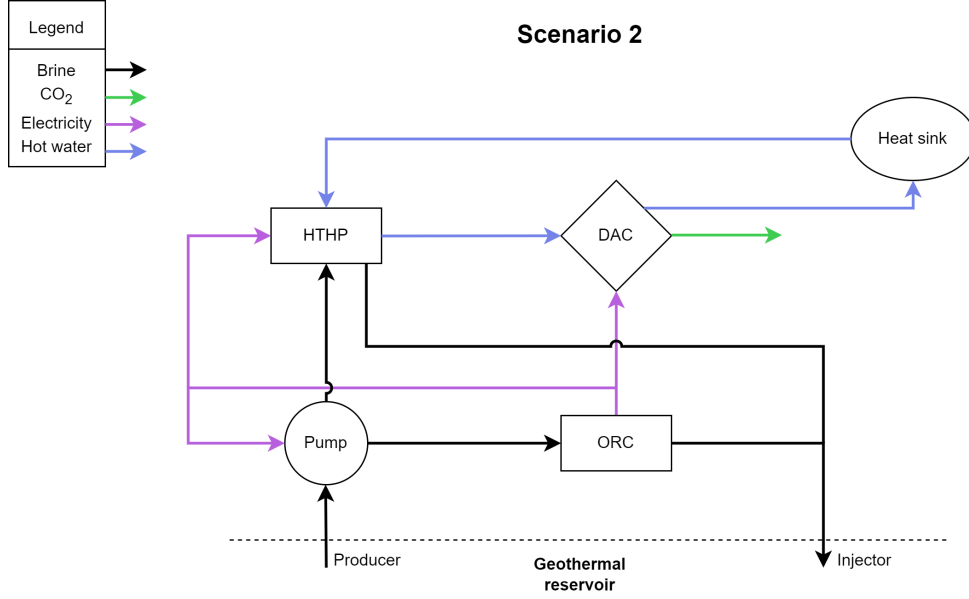 Legend
Brine
CO₂
Electricity
Hot water
Scenario 2
Heat sink
HTHP
DAC
Pump
ORC
Producer
Geothermal
reservoir
Injector